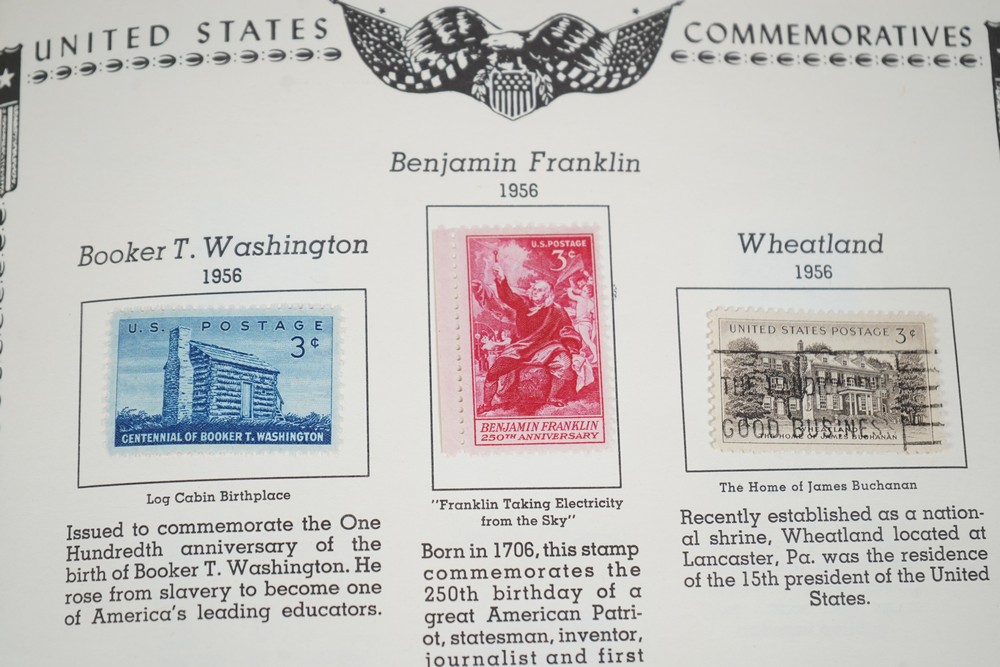 UNITED STATES COMMEMORATIVES
Benjamin Franklin
1956
U.S. POSTAGE
3¢
BENJAMIN FRANKLIN
250TH ANNIVERSARY
"Franklin Taking Electricity
from the Sky"
Born in 1706, this stamp
commemorates the
250th birthday of a
great American Patri-
ot, statesman, inventor,
journalist and first
Booker T. Washington
1956
U.S. POSTAGE
3¢
CENTENNIAL OF BOOKER T. WASHINGTON
Log Cabin Birthplace
Issued to commemorate the One
Hundredth anniversary of the
birth of Booker T. Washington. He
rose from slavery to become one
of America's leading educators.
Wheatland
1956
UNITED STATES POSTAGE 3¢
GOOD BUSINESS
WHEATLAND
THE HOME OF JAMES BUCHANAN
The Home of James Buchanan
Recently established as a nation-
al shrine, Wheatland located at
Lancaster, Pa. was the residence
of the 15th president of the United
States.